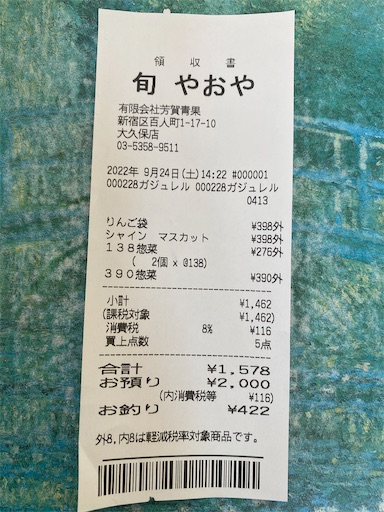 領収書
旬 やおや
有限会社芳賀青果
新宿区百人町1-17-10
大久保店
03-5358-9511
2022年 9月24日(土)14:22 #000001
000228ガジュレル 000228ガジュレル
0413
りんご袋 ¥398外
シャイン マスカット ¥398外
138惣菜 ¥276外
( 2個 x @138)
390惣菜 ¥390外
小計 ¥1,462
(課税対象 ¥1,462)
消費税 8% ¥116
買上点数 5点
合計 ¥1,578
お預り ¥2,000
(内消費税等 ¥116)
お釣り ¥422
外8,内8は軽減税率対象商品です。